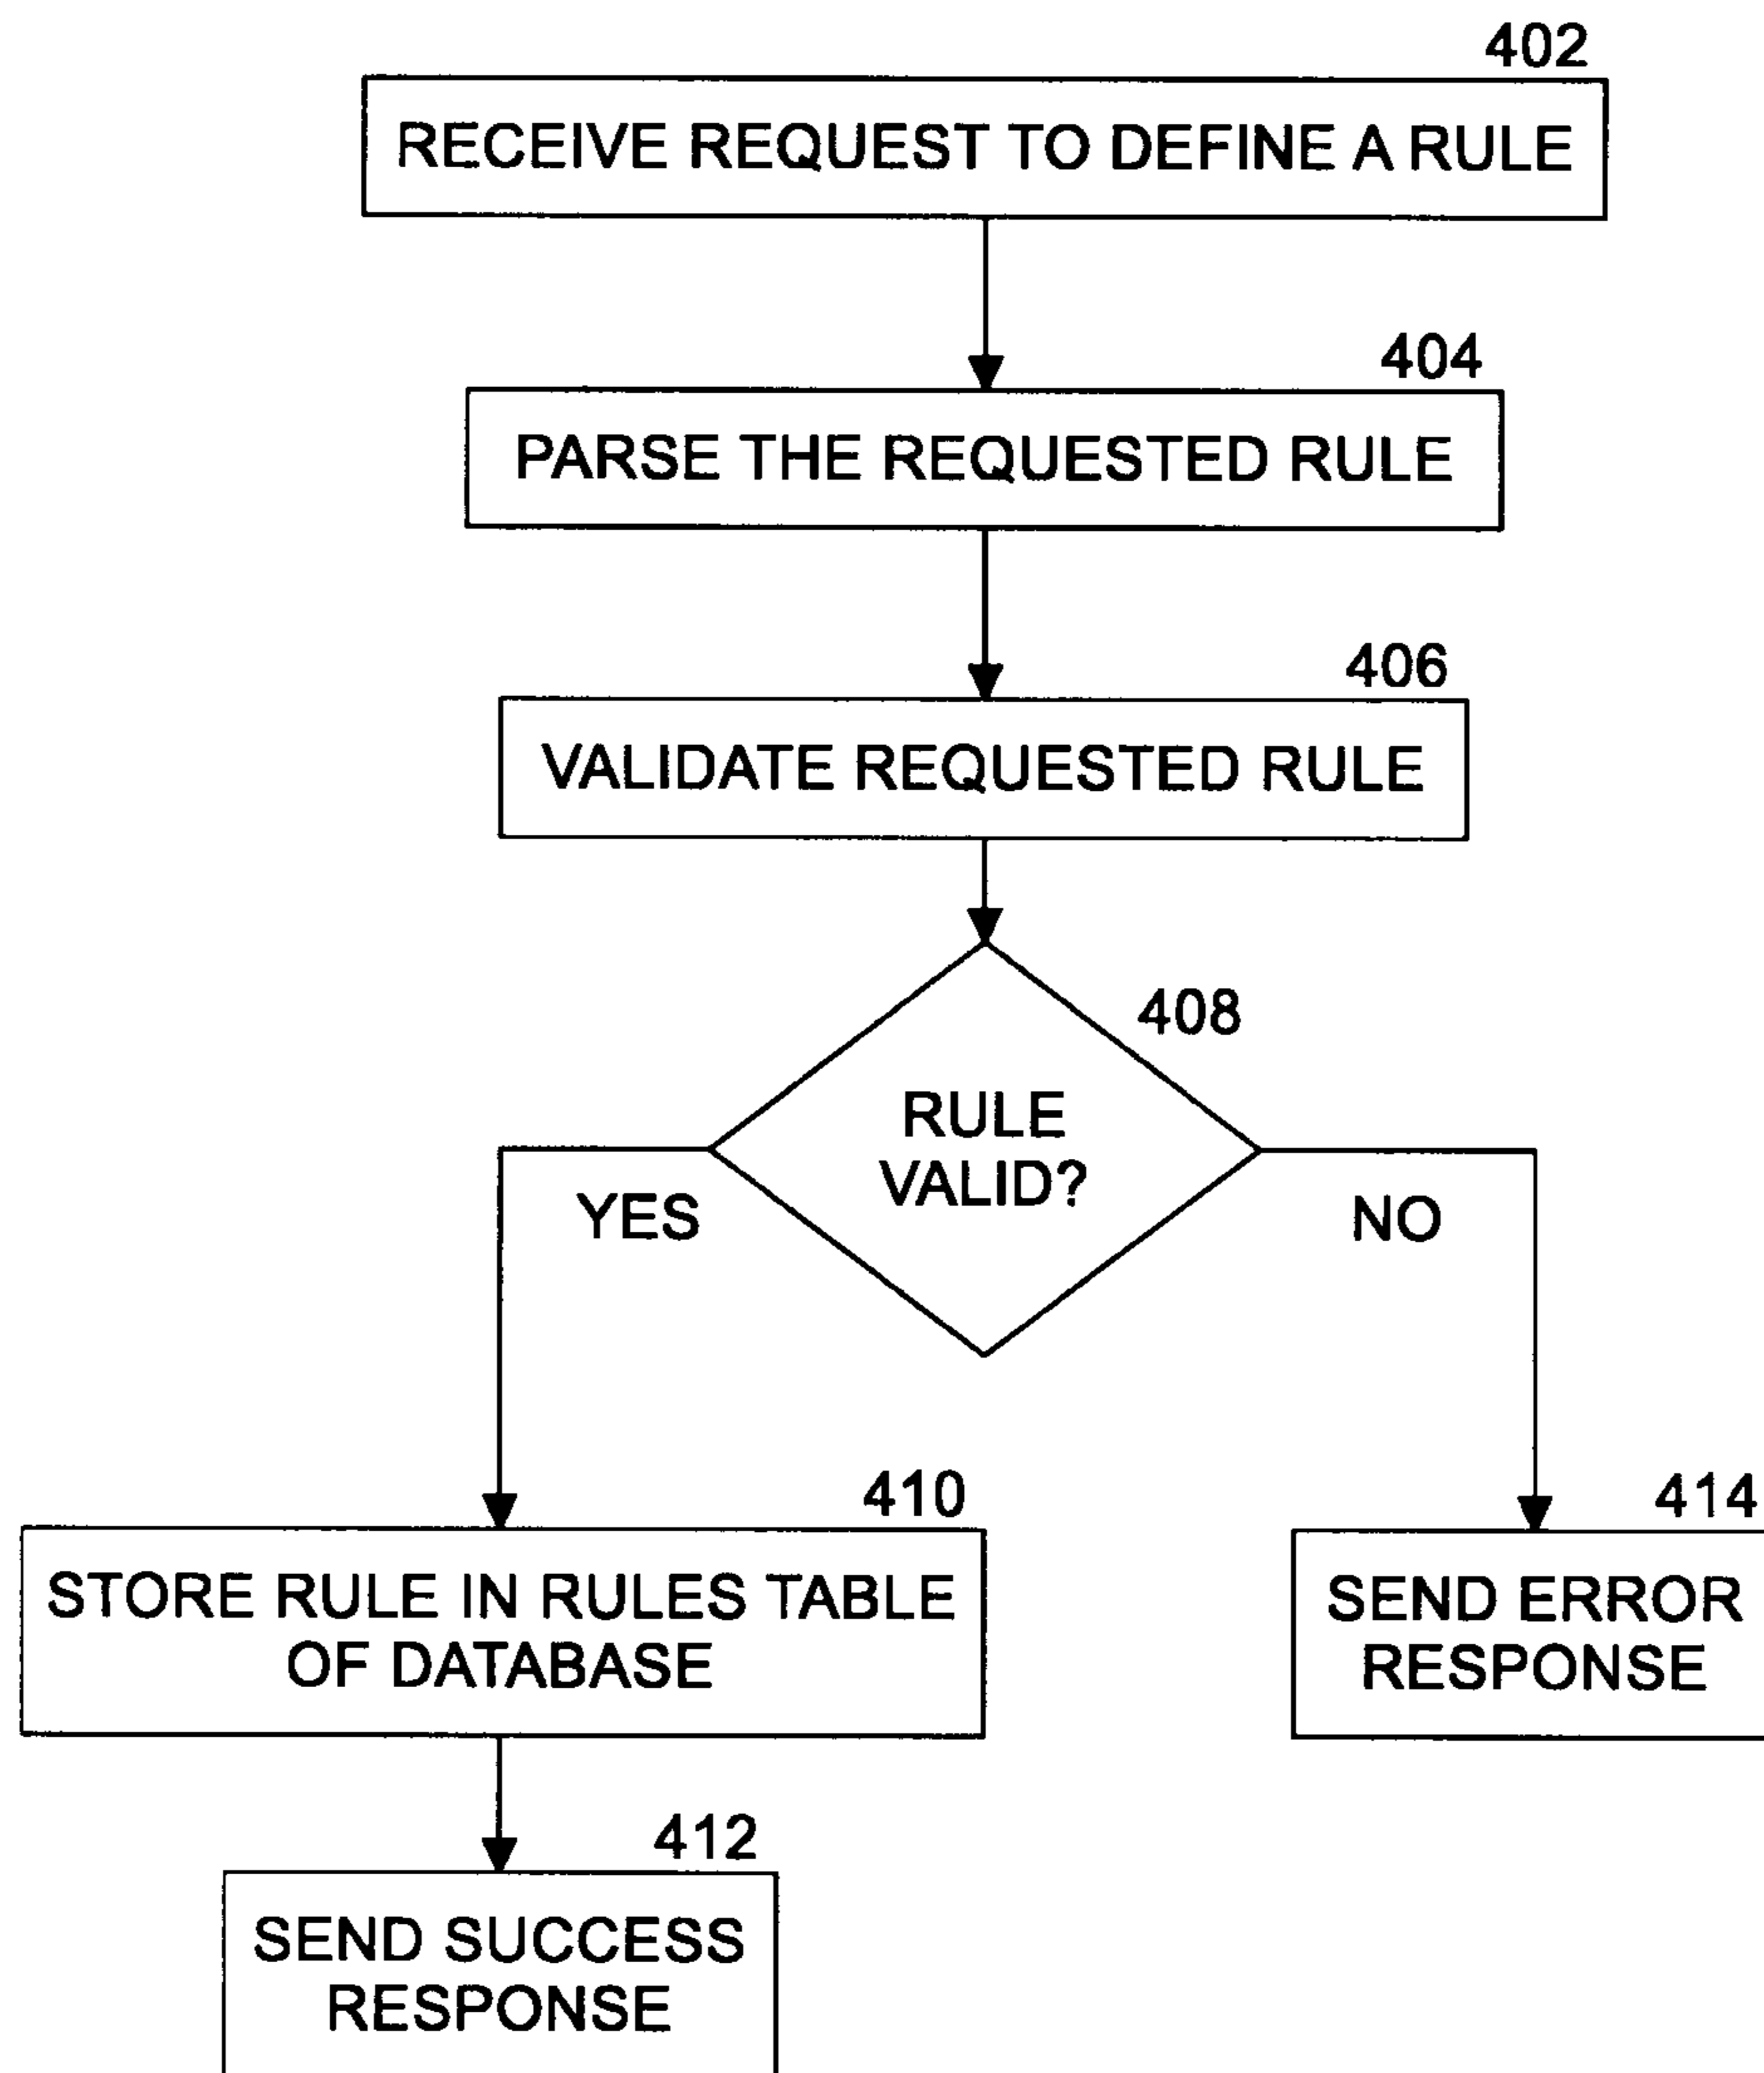 402
RECEIVE REQUEST TO DEFINE A RULE
404
PARSE THE REQUESTED RULE
406
VALIDATE REQUESTED RULE
408
RULE
VALID?
YES
NO
410
STORE RULE IN RULES TABLE
OF DATABASE
414
SEND ERROR
RESPONSE
412
SEND SUCCESS
RESPONSE